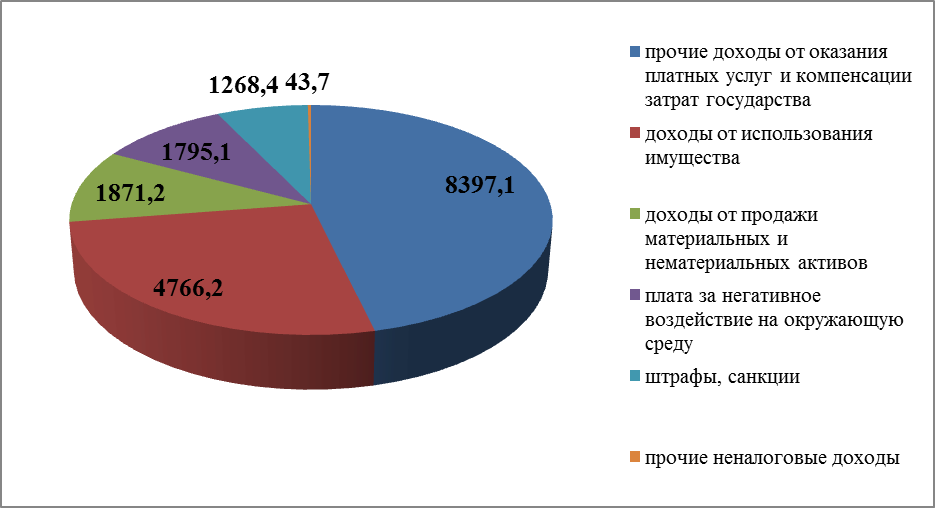 1268,4 43,7
1795,1
1871,2
8397,1
4766,2
прочие доходы от оказания
платных услуг и компенсации
затрат государства
доходы от использования
имущества
доходы от продажи
материальных и
нематериальных активов
плата за негативное
воздействие на окружающую
среду
штрафы, санкции
прочие неналоговые доходы